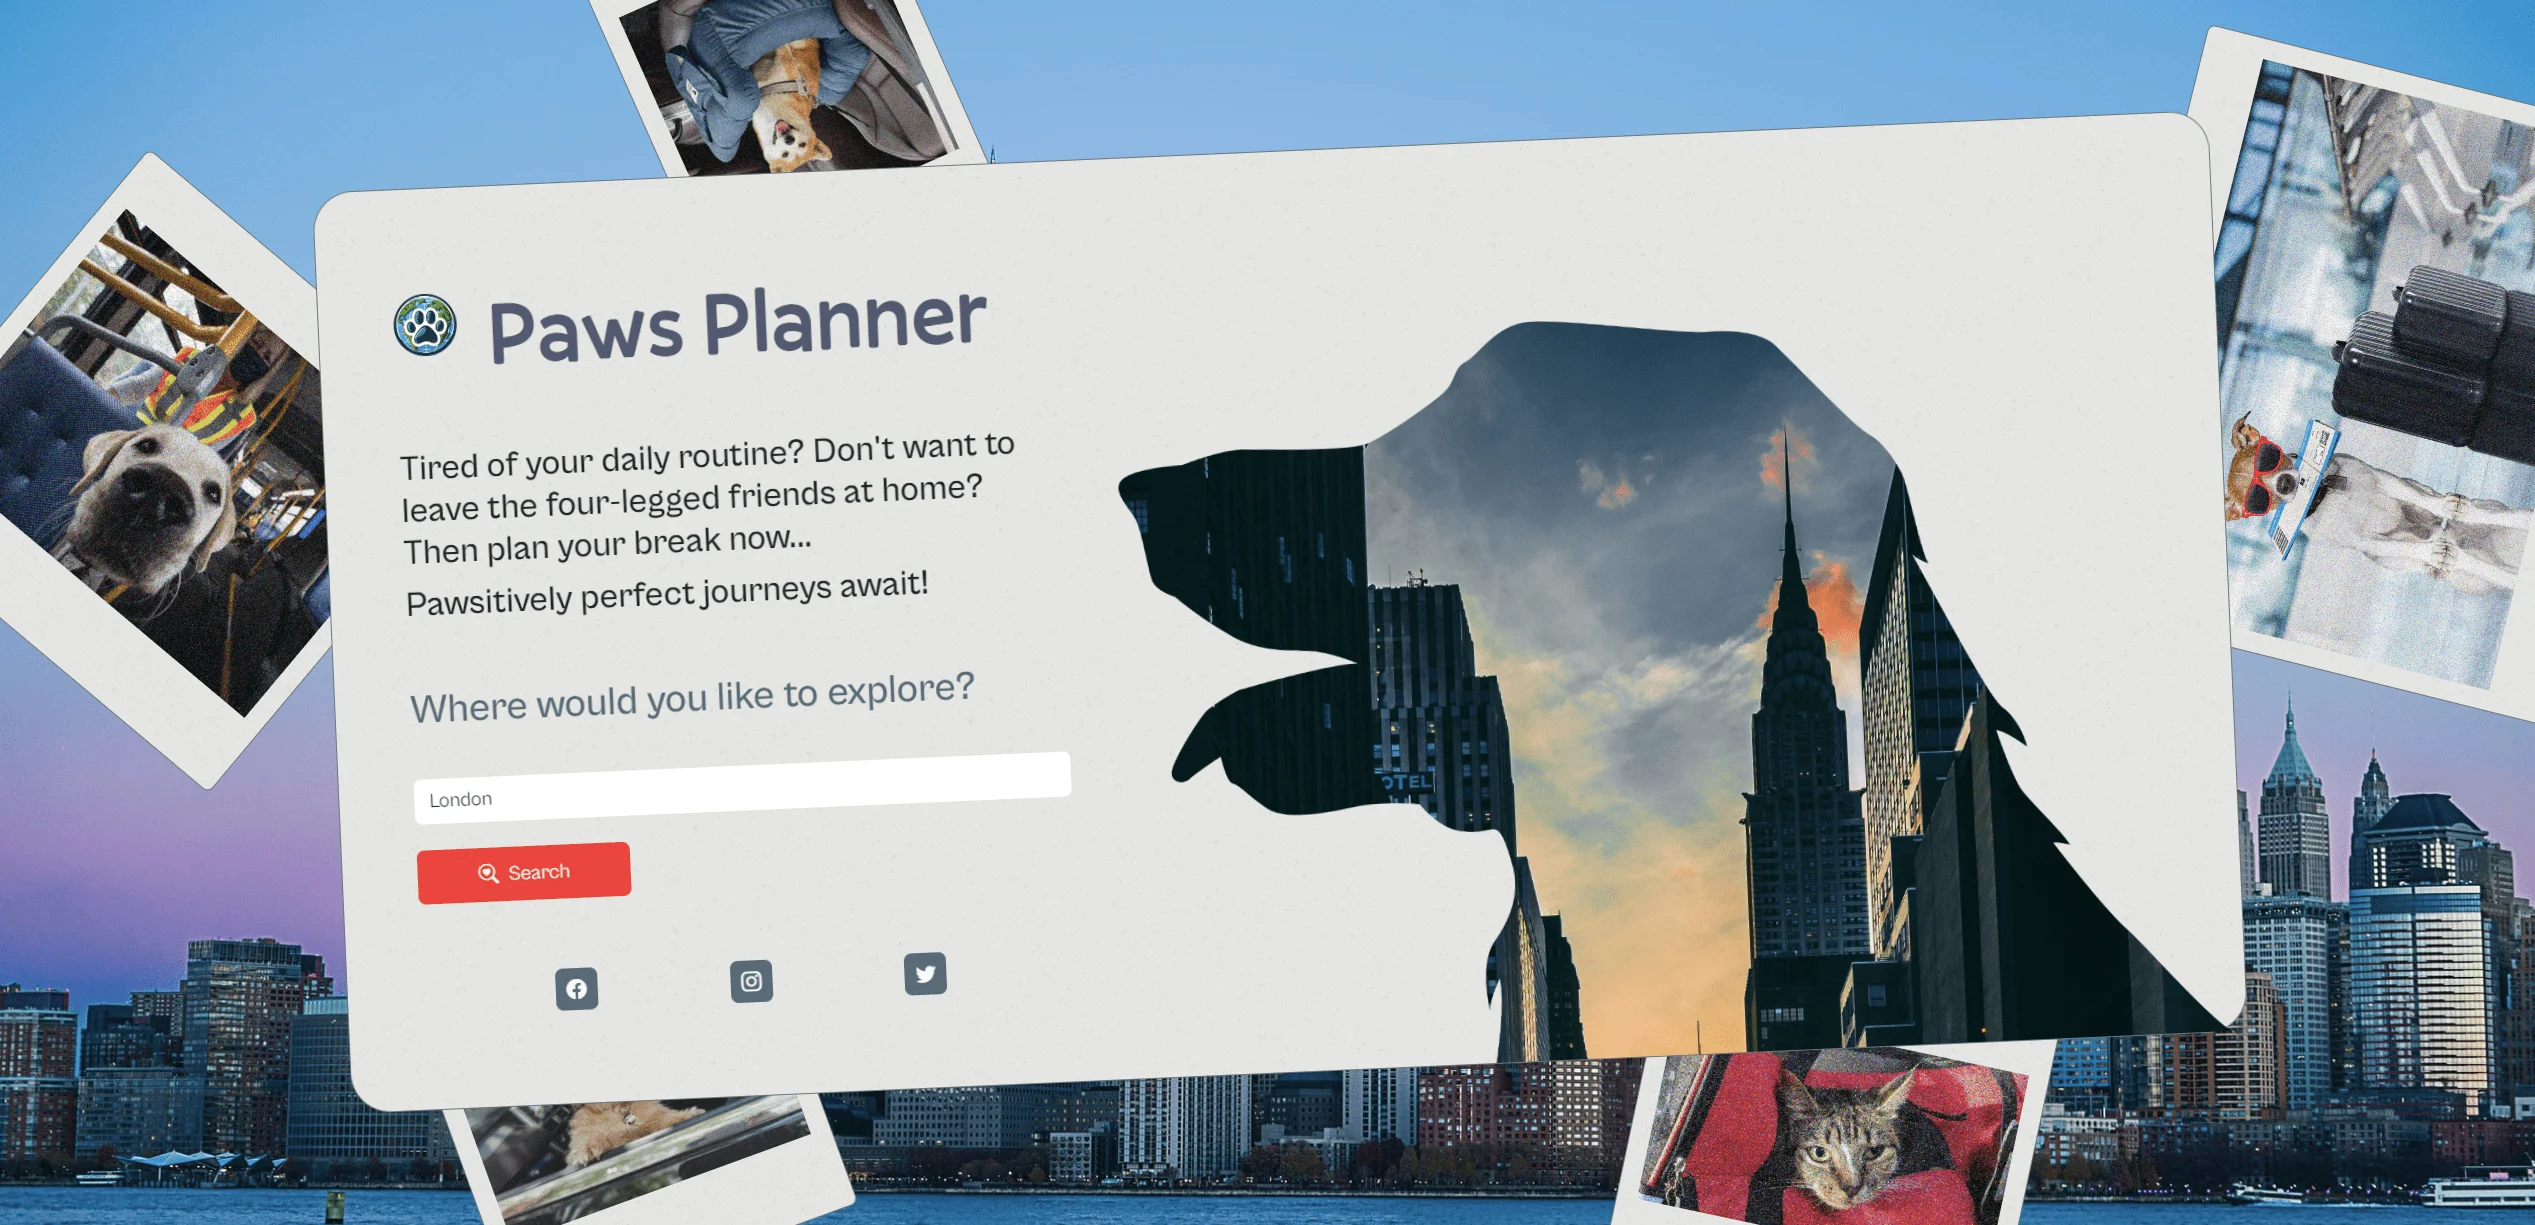 Paws Planner
Tired of your daily routine? Don't want to
leave the four-legged friends at home?
Then plan your break now...
Pawsitively perfect journeys await!
Where would you like to explore?
London
Search
OTEL